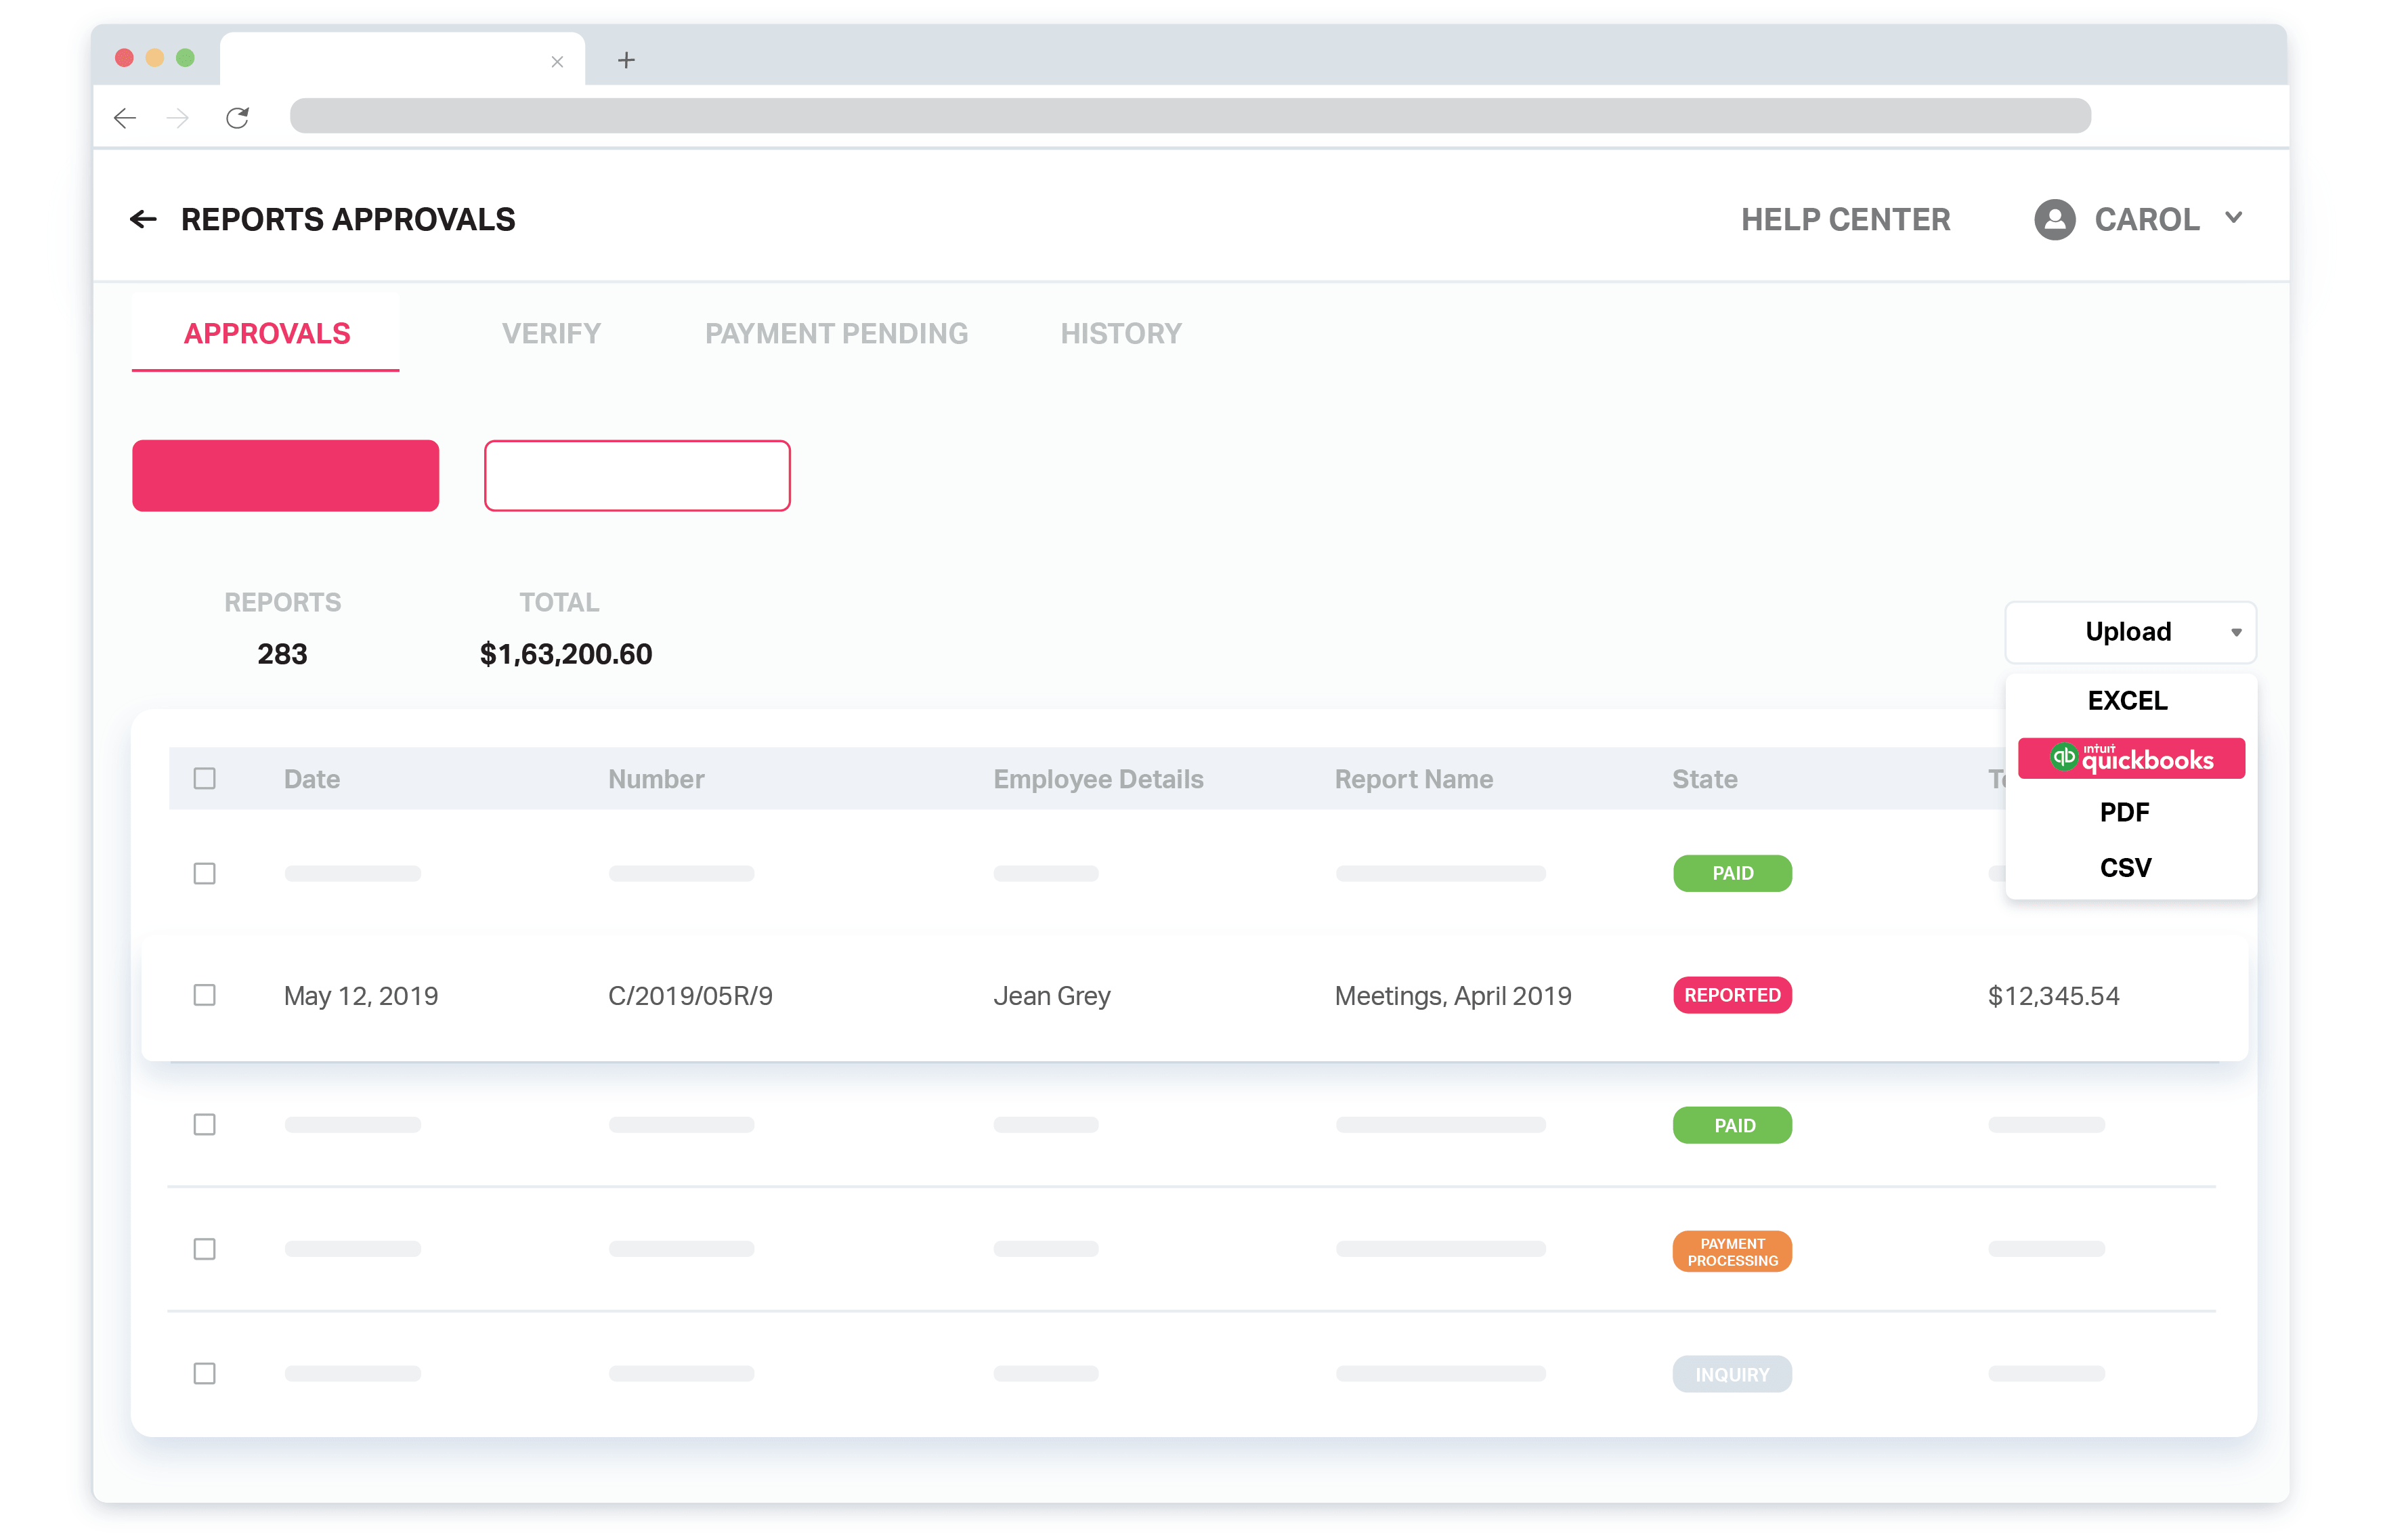 REPORTS APPROVALS
HELP CENTER
CAROL
APPROVALS
VERIFY
PAYMENT PENDING
HISTORY
REPORTS
TOTAL
283
$1,63,200.60
Upload
EXCEL
qb intuit quickbooks
PDF
CSV
Date
Number
Employee Details
Report Name
State
PAID
May 12, 2019
C/2019/05R/9
Jean Grey
Meetings, April 2019
REPORTED
$12,345.54
PAID
PAYMENT
PROCESSING
INQUIRY